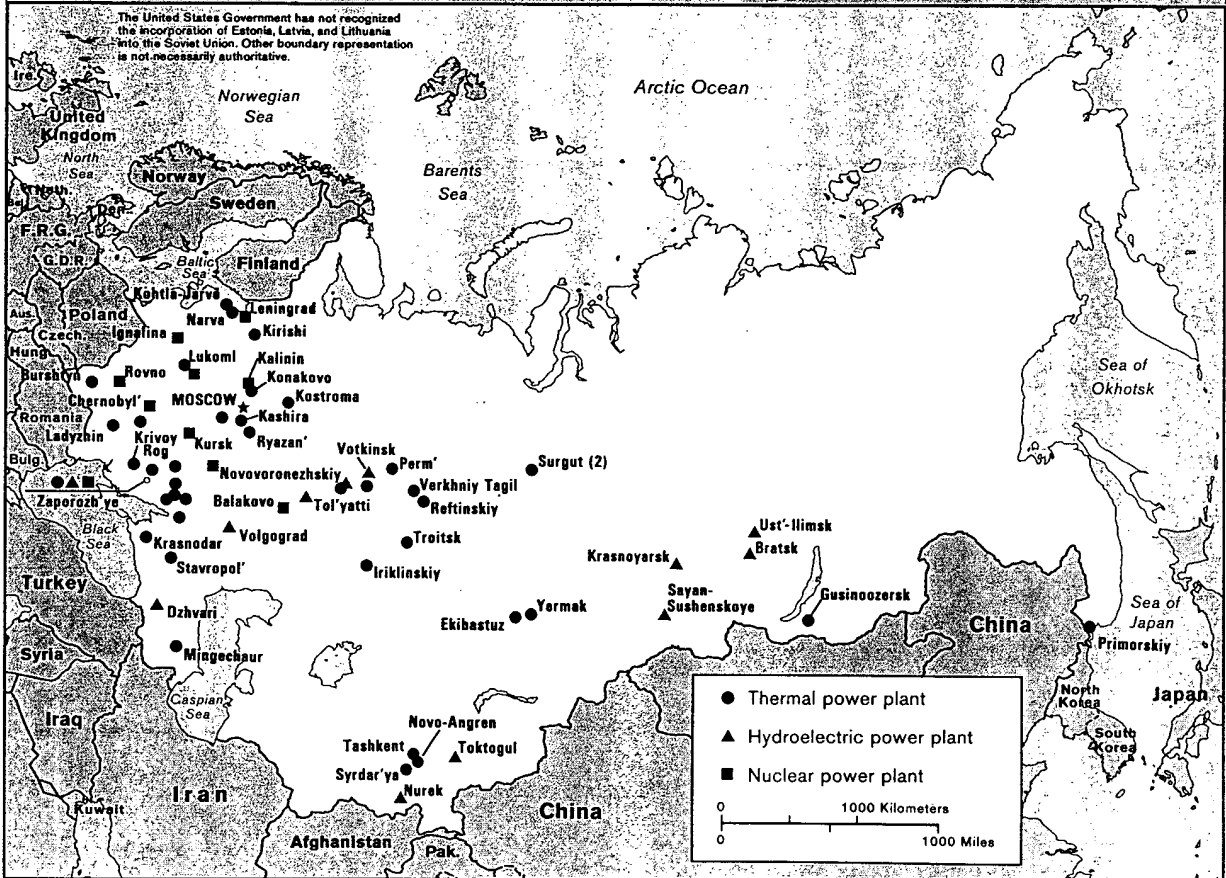 The United States Government has not recognized
the incorporation of Estonia, Latvia, and Lithuania
into the Soviet Union. Other boundary representation
is not necessarily authoritative.
Arctic Ocean
Norwegian
Sea
Barents
Sea
Ire.
United
Kingdom
North
Sea
Norway
Sweden
Neth.
Den.
F.R.G.
G.D.R.
Baltic
Sea
Finland
Kohtla-Jarve
Narva
Leningrad
Kirishi
Poland
Aus.
Czech.
Hung.
Ignalina
Lukoml
Kalinin
Konakovo
Kostroma
Burshtyn
Rovno
Chernobyl'
MOSCOW
Kashira
Ryazan'
Romania
Ladyzhin
Krivoy
Rog
Kursk
Bulg.
Novovoronezhskiy
Votkinsk
Perm'
Surgut (2)
Verkhniy Tagil
Reftinskiy
Zaporozh'ye
Balakovo
Tol'yatti
Black
Sea
Volgograd
Troitsk
Krasnodar
Stavropol'
Iriklinskiy
Turkey
Dzhvari
Mingechaur
Ekibastuz
Yermak
Krasnoyarsk
Ust'-Ilimsk
Bratsk
Sayan-
Sushenskoye
Gusinoozersk
Sea of
Okhotsk
China
Sea of
Japan
Primorskiy
Syria
Iraq
Caspian
Sea
Kuwait
Iran
Novo-Angren
Tashkent
Toktogul
Syrdar'ya
Nurek
Afghanistan
Pak.
China
North
Korea
South
Korea
Japan
Thermal power plant
Hydroelectric power plant
Nuclear power plant
0 1000 Kilometers
0 1000 Miles